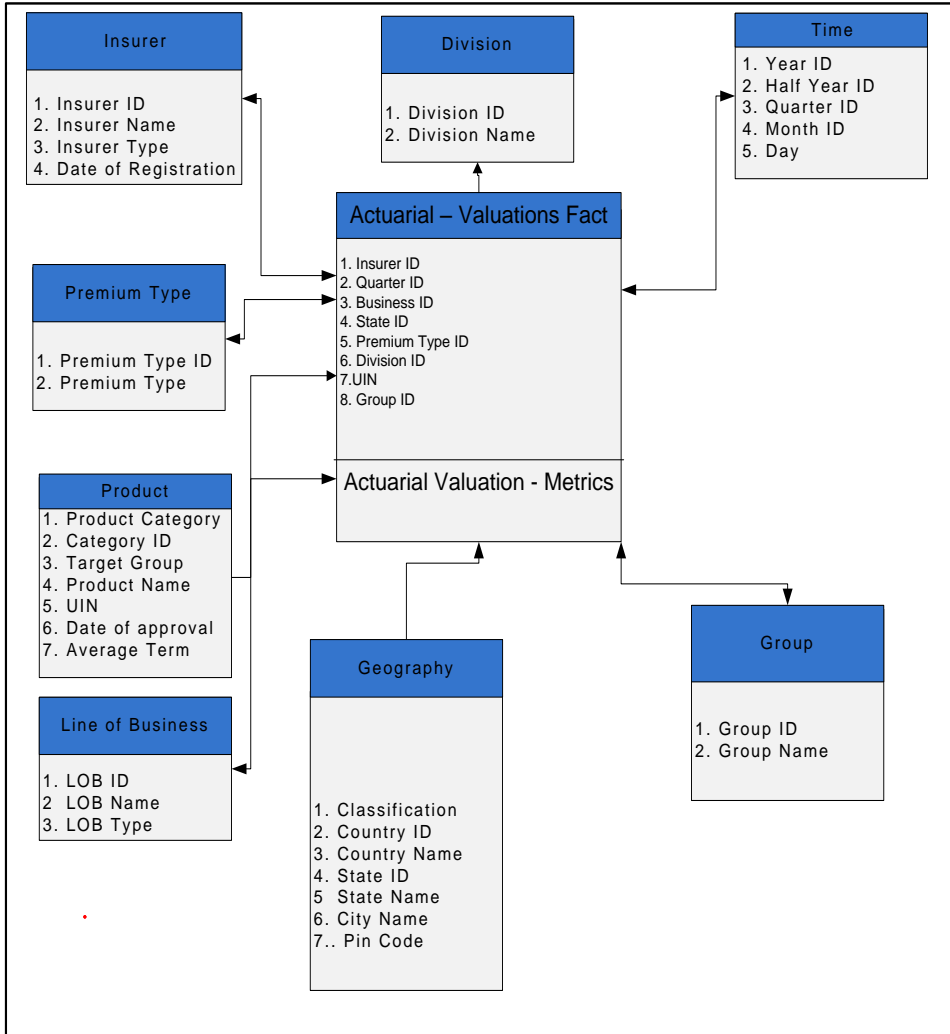 Insurer
1. Insurer ID
2. Insurer Name
3. Insurer Type
4. Date of Registration
Division
1. Division ID
2. Division Name
Time
1. Year ID
2. Half Year ID
3. Quarter ID
4. Month ID
5. Day
Actuarial – Valuations Fact
1. Insurer ID
2. Quarter ID
3. Business ID
4. State ID
5. Premium Type ID
6. Division ID
7.UIN
8. Group ID
Actuarial Valuation - Metrics
Premium Type
1. Premium Type ID
2. Premium Type
Product
1. Product Category
2. Category ID
3. Target Group
4. Product Name
5. UIN
6. Date of approval
7. Average Term
Line of Business
1. LOB ID
2 LOB Name
3. LOB Type
Geography
1. Classification
2. Country ID
3. Country Name
4. State ID
5 State Name
6. City Name
7.. Pin Code
Group
1. Group ID
2. Group Name